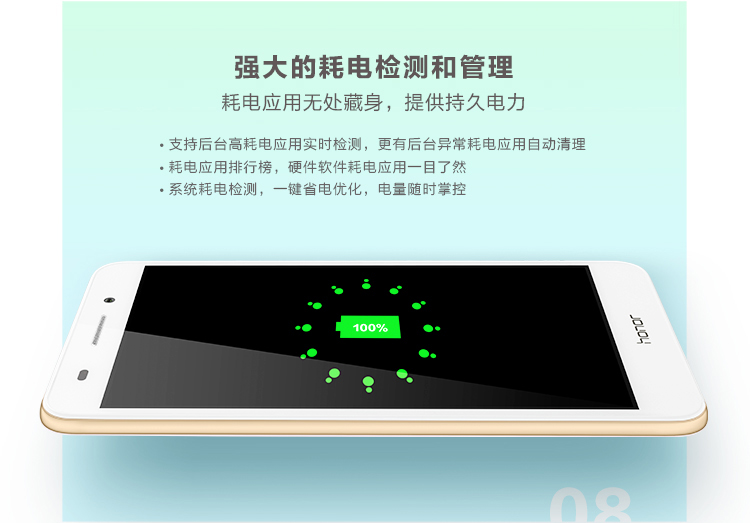 强大的耗电检测和管理
耗电应用无处藏身，提供持久电力
• 支持后台高耗电应用实时检测，更有后台异常耗电应用自动清理
• 耗电应用排行榜，硬件软件耗电应用一目了然
• 系统耗电检测，一键省电优化，电量随时掌控
100%
honor
08